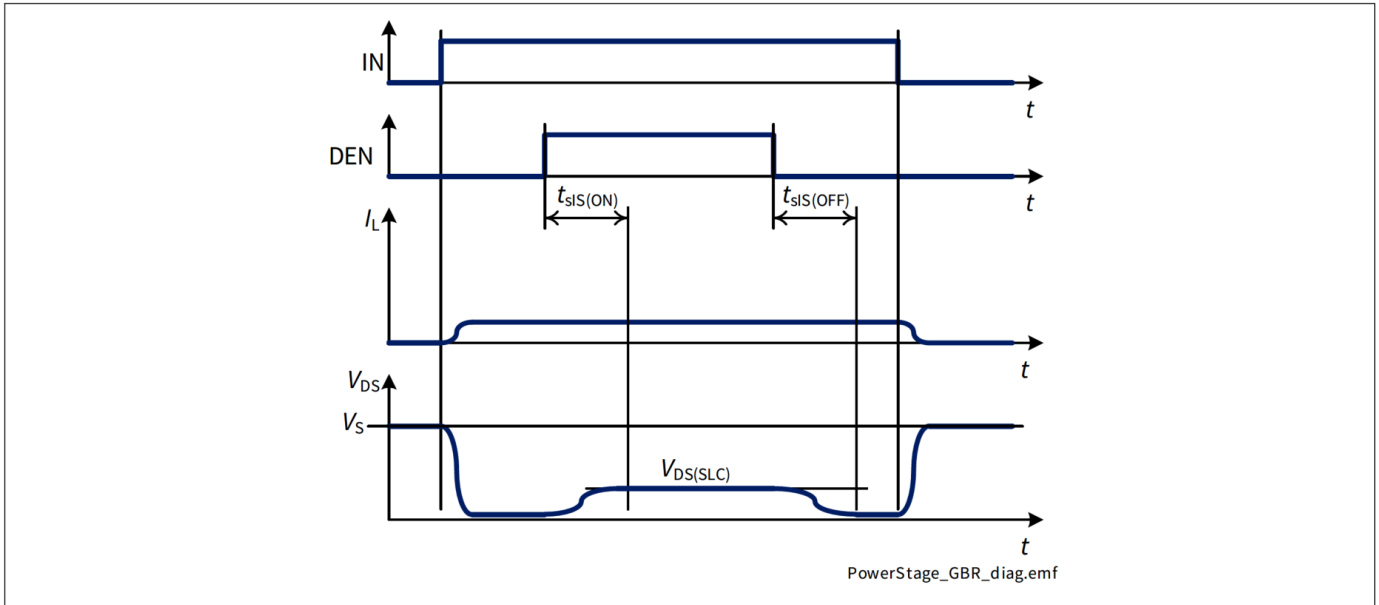 IN
t
DEN
t
tsIS(ON)
tsIS(OFF)
IL
t
VDS
VS
VDS(SLC)
t
PowerStage_GBR_diag.emf